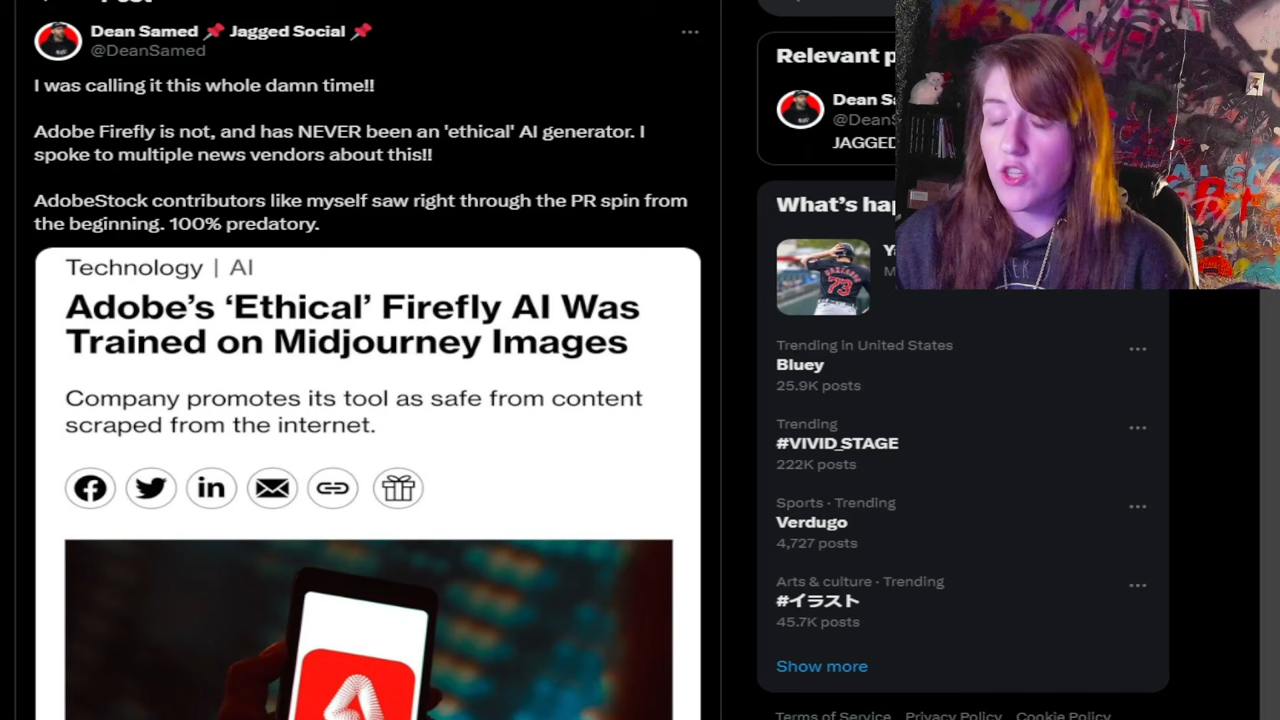 Dean Samed 📌 Jagged Social 📌
@DeanSamed
I was calling it this whole damn time!!
Adobe Firefly is not, and has NEVER been an 'ethical' AI generator. I
spoke to multiple news vendors about this!!
AdobeStock contributors like myself saw right through the PR spin from
the beginning. 100% predatory.
Technology | AI
Adobe's 'Ethical' Firefly AI Was
Trained on Midjourney Images
Company promotes its tool as safe from content
scraped from the internet.
in
Relevant p
Dean Sa
@DeanS
JAGGED
What's hap
Ya
M
73
Trending in United States
Bluey
25.9K posts
Trending
#VIVID_STAGE
222K posts
Sports · Trending
Verdugo
4,727 posts
Arts & culture · Trending
#イラスト
45.7K posts
Show more
Terms of Service Privacy Policy Cookie Policy